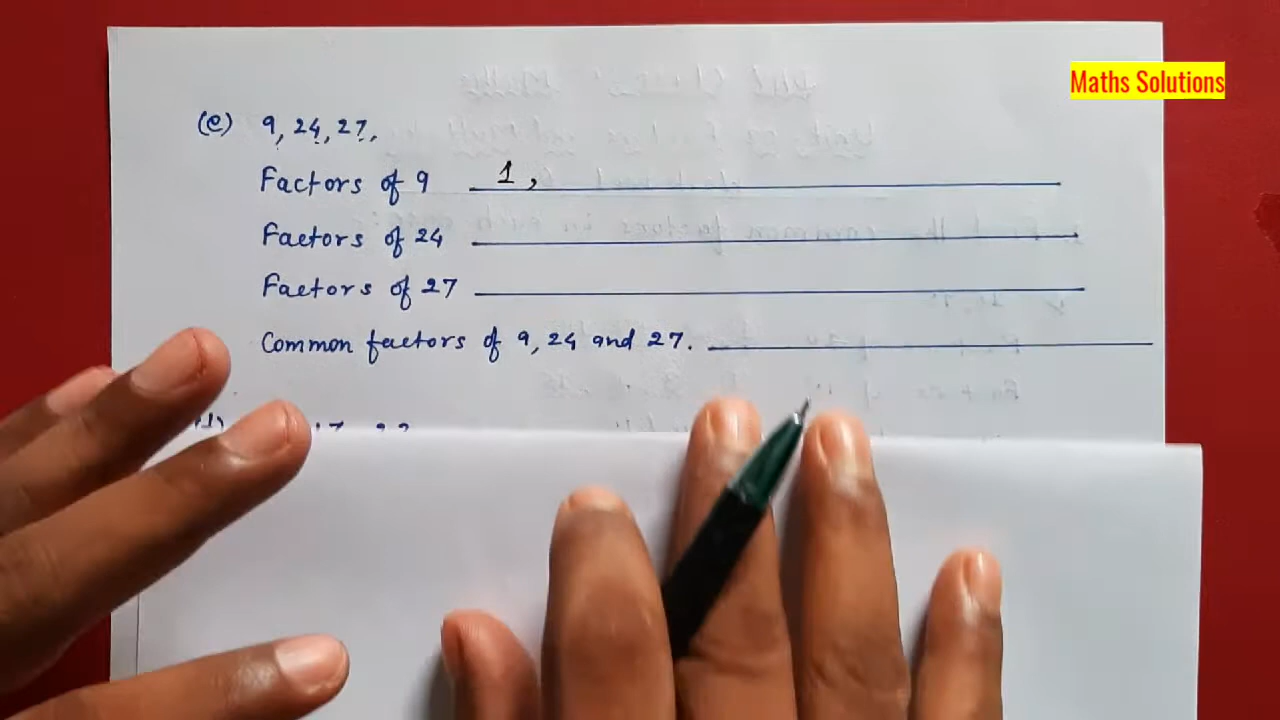 Maths Solutions
(e) 9, 24, 27,
Factors of 9 1,
Factors of 24
Factors of 27
Common factors of 9, 24 and 27.